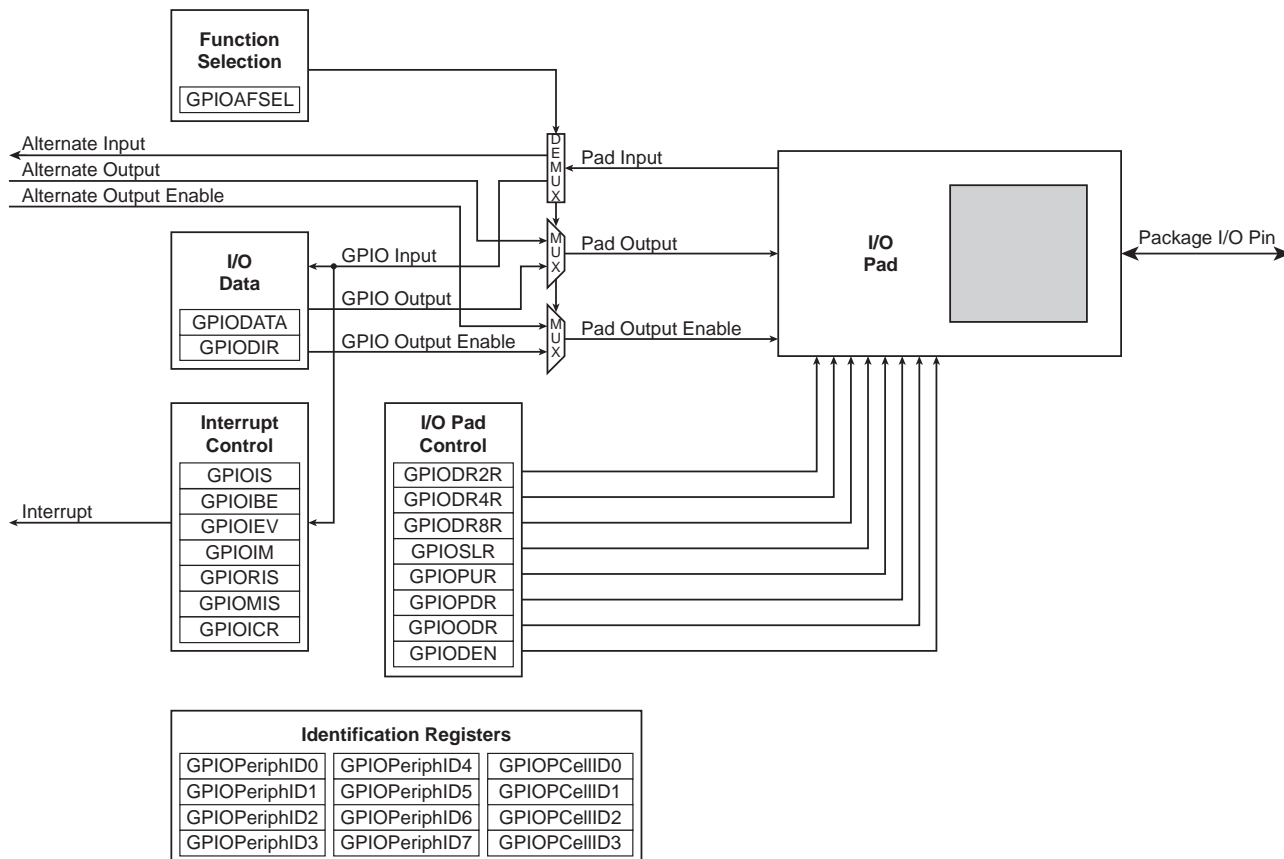 Function
Selection
GPIOAFSEL
Alternate Input
Alternate Output
Alternate Output Enable
DEMUX
Pad Input
MUX
Pad Output
MUX
Pad Output Enable
I/O
Data
GPIODATA
GPIODIR
GPIO Input
GPIO Output
GPIO Output Enable
I/O
Pad
Package I/O Pin
Interrupt
Control
GPIOIS
GPIOIBE
GPIOIEV
GPIOIM
GPIORIS
GPIOMIS
GPIOICR
Interrupt
I/O Pad
Control
GPIODR2R
GPIODR4R
GPIODR8R
GPIOSLR
GPIOPUR
GPIOPDR
GPIOODR
GPIODEN
Identification Registers
GPIOPeriphID0 GPIOPeriphID4 GPIOPCellID0
GPIOPeriphID1 GPIOPeriphID5 GPIOPCellID1
GPIOPeriphID2 GPIOPeriphID6 GPIOPCellID2
GPIOPeriphID3 GPIOPeriphID7 GPIOPCellID3